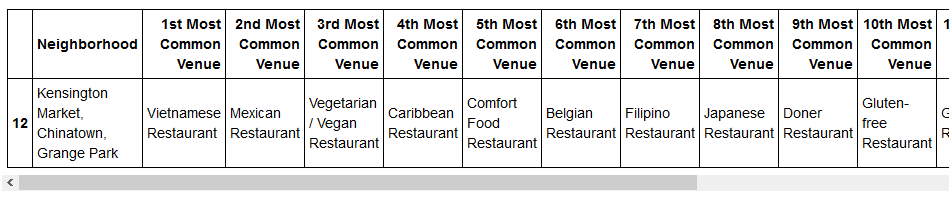 Neighborhood 1st Most Common Venue 2nd Most Common Venue 3rd Most Common Venue 4th Most Common Venue 5th Most Common Venue 6th Most Common Venue 7th Most Common Venue 8th Most Common Venue 9th Most Common Venue 10th Most Common Venue 1
12 Kensington Market, Chinatown, Grange Park Vietnamese Restaurant Mexican Restaurant Vegetarian / Vegan Restaurant Caribbean Restaurant Comfort Food Restaurant Belgian Restaurant Filipino Restaurant Japanese Restaurant Doner Restaurant Gluten-free Restaurant G R